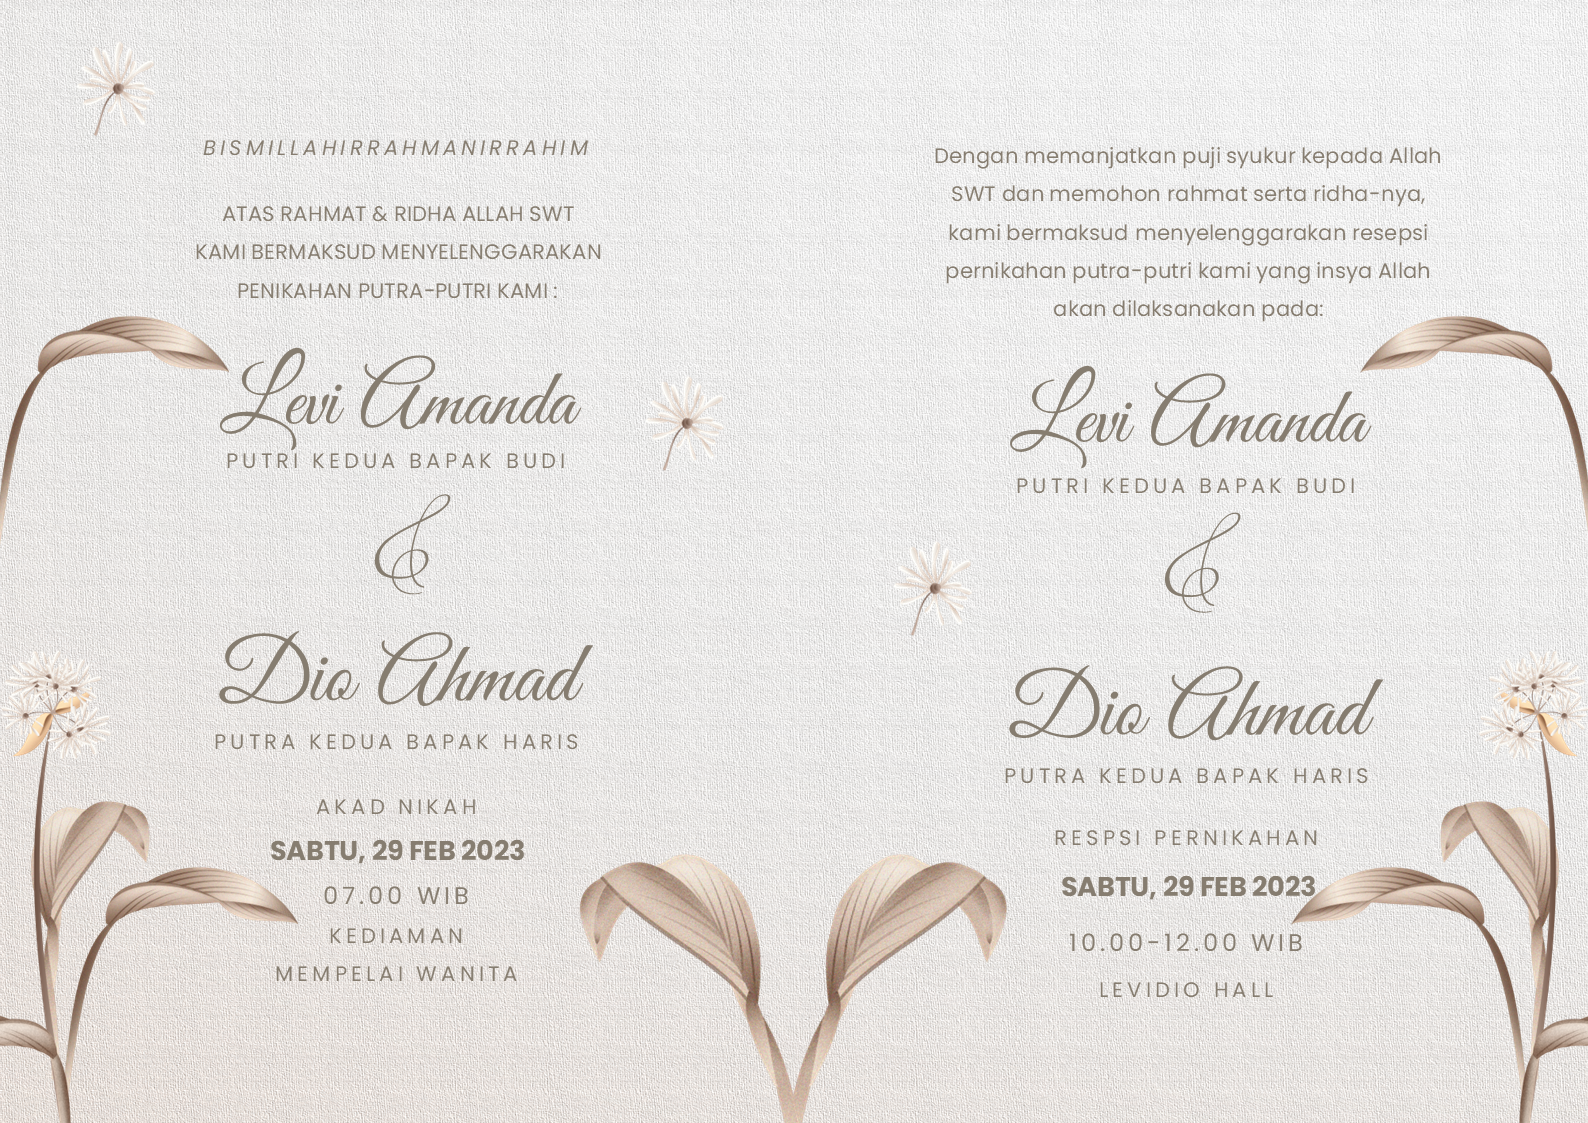 BISMILLAHIRRAHMANIRRAHIM
ATAS RAHMAT & RIDHA ALLAH SWT
KAMI BERMAKSUD MENYELENGGARAKAN
PENIKAHAN PUTRA-PUTRI KAMI :
Levi Amanda
PUTRI KEDUA BAPAK BUDI
&
Dio Ahmad
PUTRA KEDUA BAPAK HARIS
AKAD NIKAH
SABTU, 29 FEB 2023
07.00 WIB
KEDIAMAN
MEMPELAI WANITA
Dengan memanjatkan puji syukur kepada Allah
SWT dan memohon rahmat serta ridha-nya,
kami bermaksud menyelenggarakan resepsi
pernikahan putra-putri kami yang insya Allah
akan dilaksanakan pada:
Levi Amanda
PUTRI KEDUA BAPAK BUDI
&
Dio Ahmad
PUTRA KEDUA BAPAK HARIS
RESPSI PERNIKAHAN
SABTU, 29 FEB 2023
10.00-12.00 WIB
LEVIDIO HALL